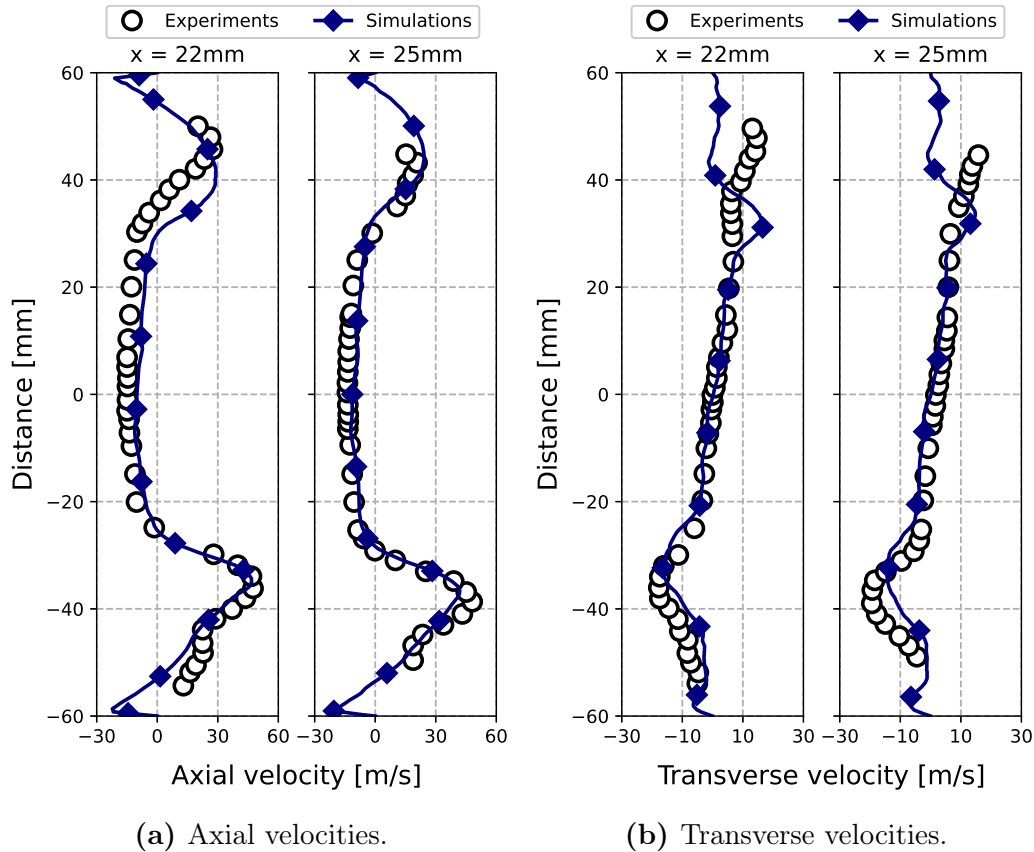 Experiments Simulations Experiments Simulations
x = 22mm x = 25mm x = 22mm x = 25mm
60 60
40 40
20 20
0 0
−20 −20
−40 −40
−60 −60
Distance [mm] Distance [mm]
−30 0 30 60 −30 0 30 60 −30 −10 10 30 −30 −10 10 30
Axial velocity [m/s] Transverse velocity [m/s]
(a) Axial velocities. (b) Transverse velocities.